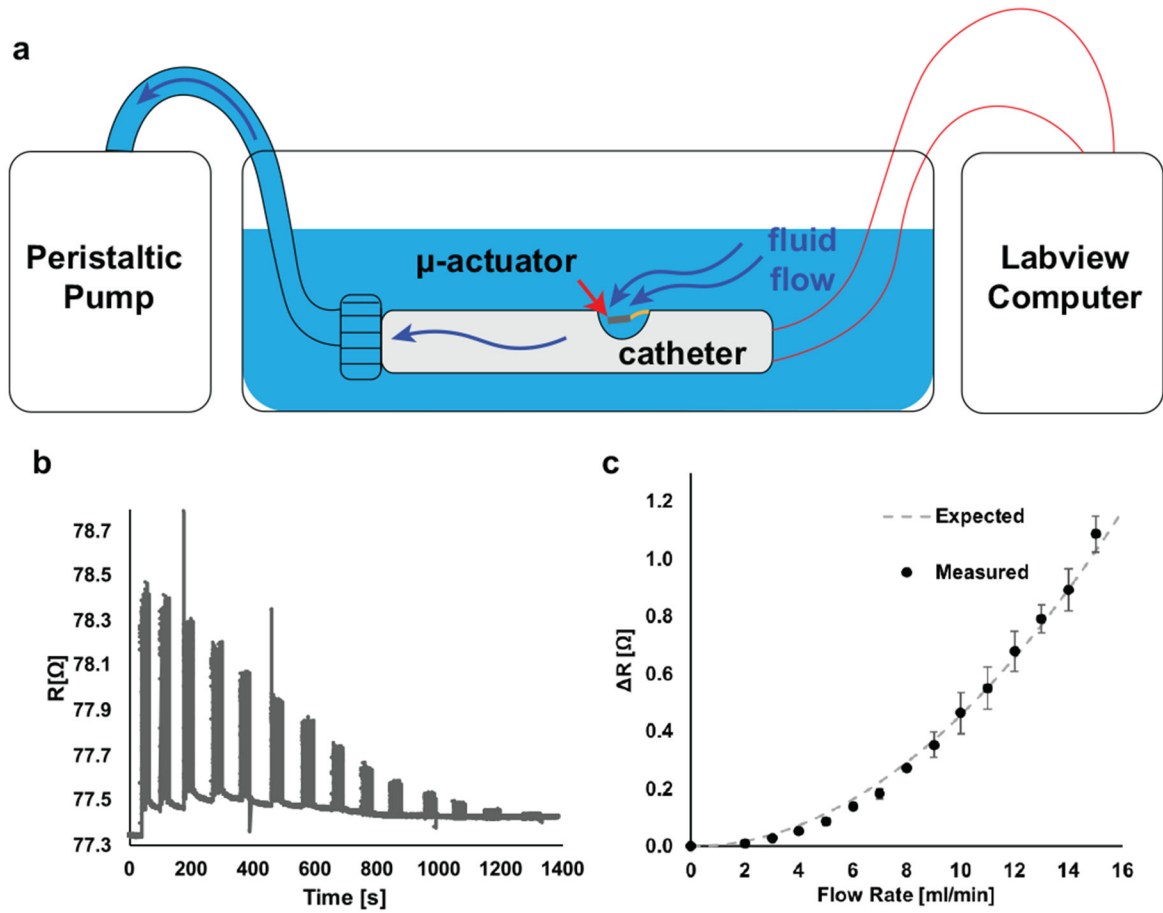 a
Peristaltic
Pump
µ-actuator
fluid
flow
catheter
Labview
Computer
b
R[Ω]
78.7
78.5
78.3
78.1
77.9
77.7
77.5
77.3
0 200 400 600 800 1000 1200 1400
Time [s]
c
ΔR [Ω]
1.2
1.0
0.8
0.6
0.4
0.2
0.0
Expected
Measured
0 2 4 6 8 10 12 14 16
Flow Rate [ml/min]